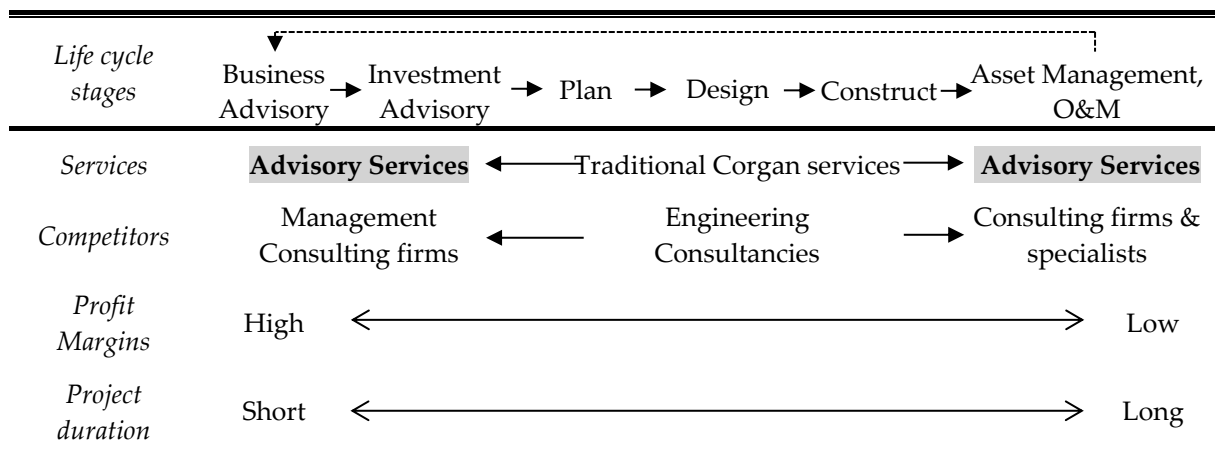 Life cycle
stages
Business
Advisory
Investment
Advisory
Plan
Design
Construct
Asset Management,
O&M
Services
Advisory Services
Traditional Corgan services
Advisory Services
Competitors
Management
Consulting firms
Engineering
Consultancies
Consulting firms &
specialists
Profit
Margins
High
Low
Project
duration
Short
Long